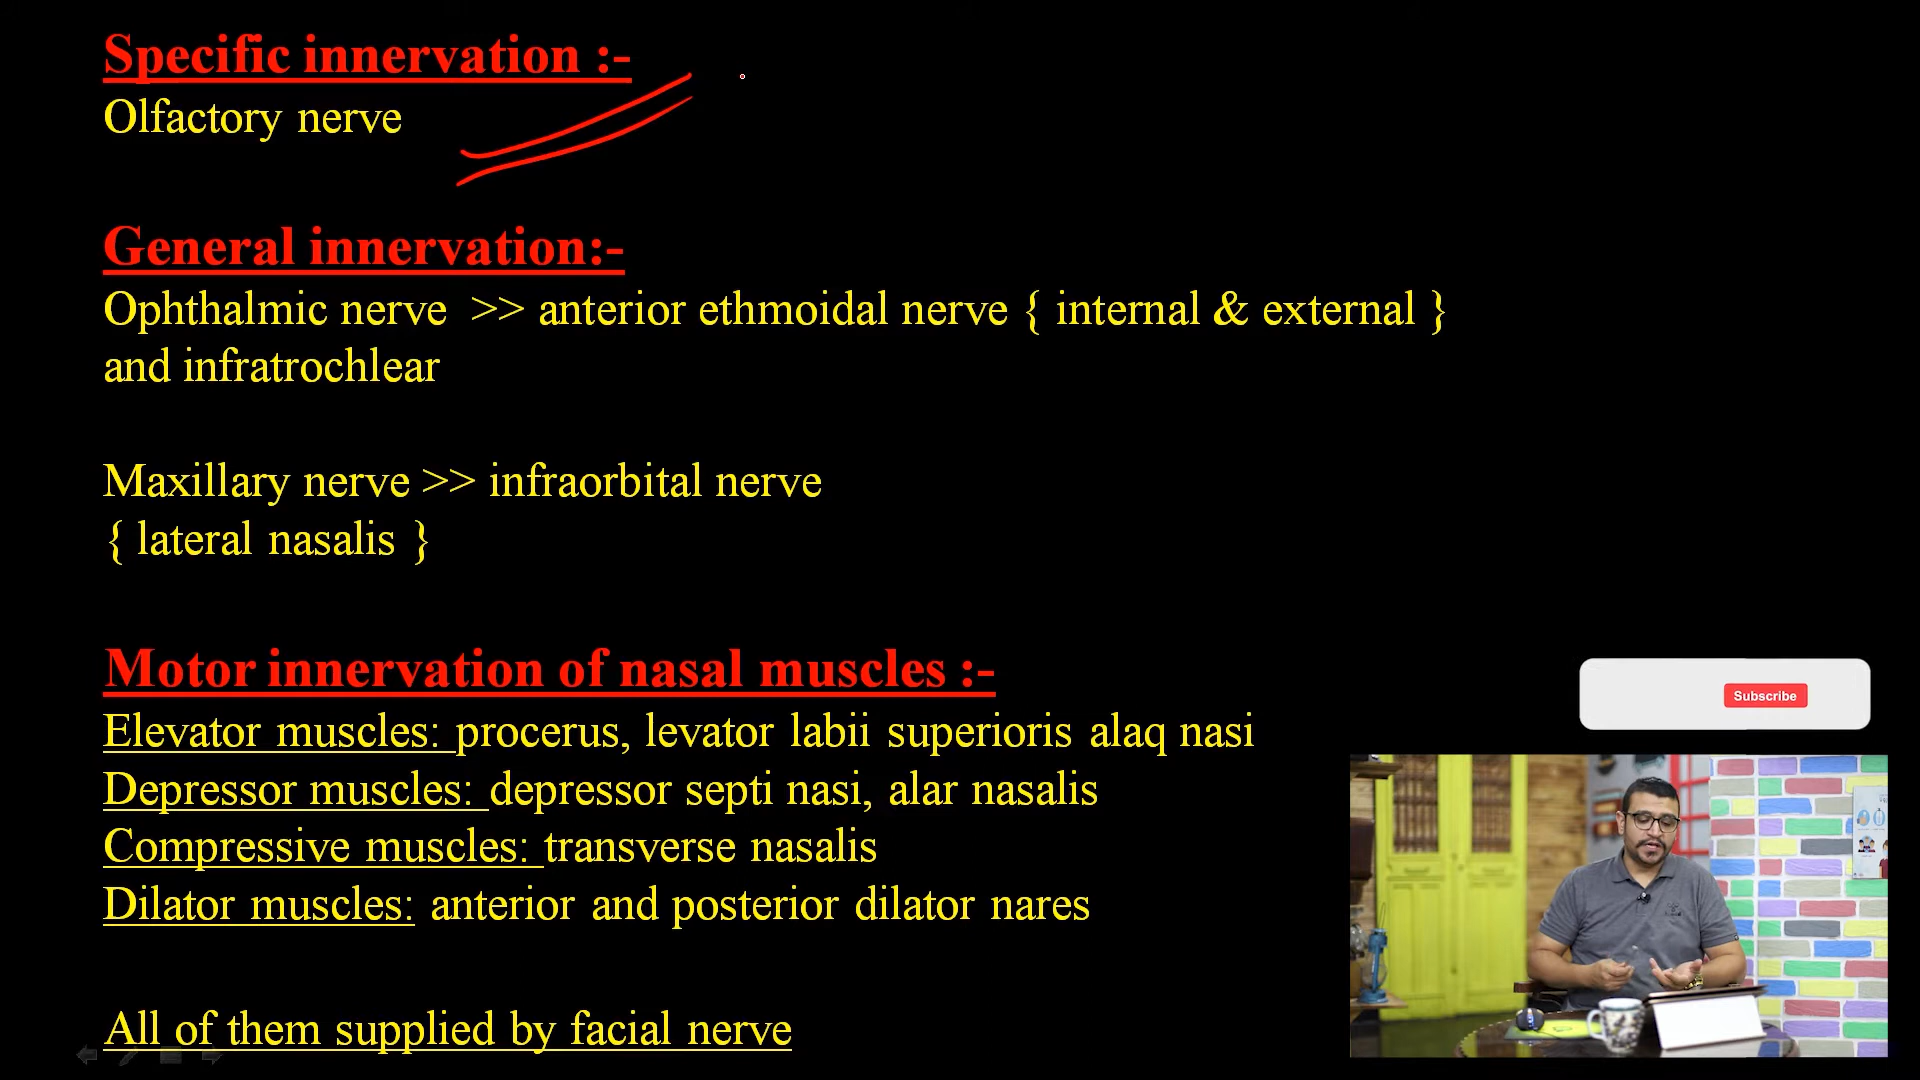 Specific innervation :-
Olfactory nerve
General innervation:-
Ophthalmic nerve >> anterior ethmoidal nerve { internal & external }
and infratrochlear
Maxillary nerve >> infraorbital nerve
{ lateral nasalis }
Motor innervation of nasal muscles :-
Elevator muscles: procerus, levator labii superioris alaq nasi
Depressor muscles: depressor septi nasi, alar nasalis
Compressive muscles: transverse nasalis
Dilator muscles: anterior and posterior dilator nares
All of them supplied by facial nerve
Subscribe